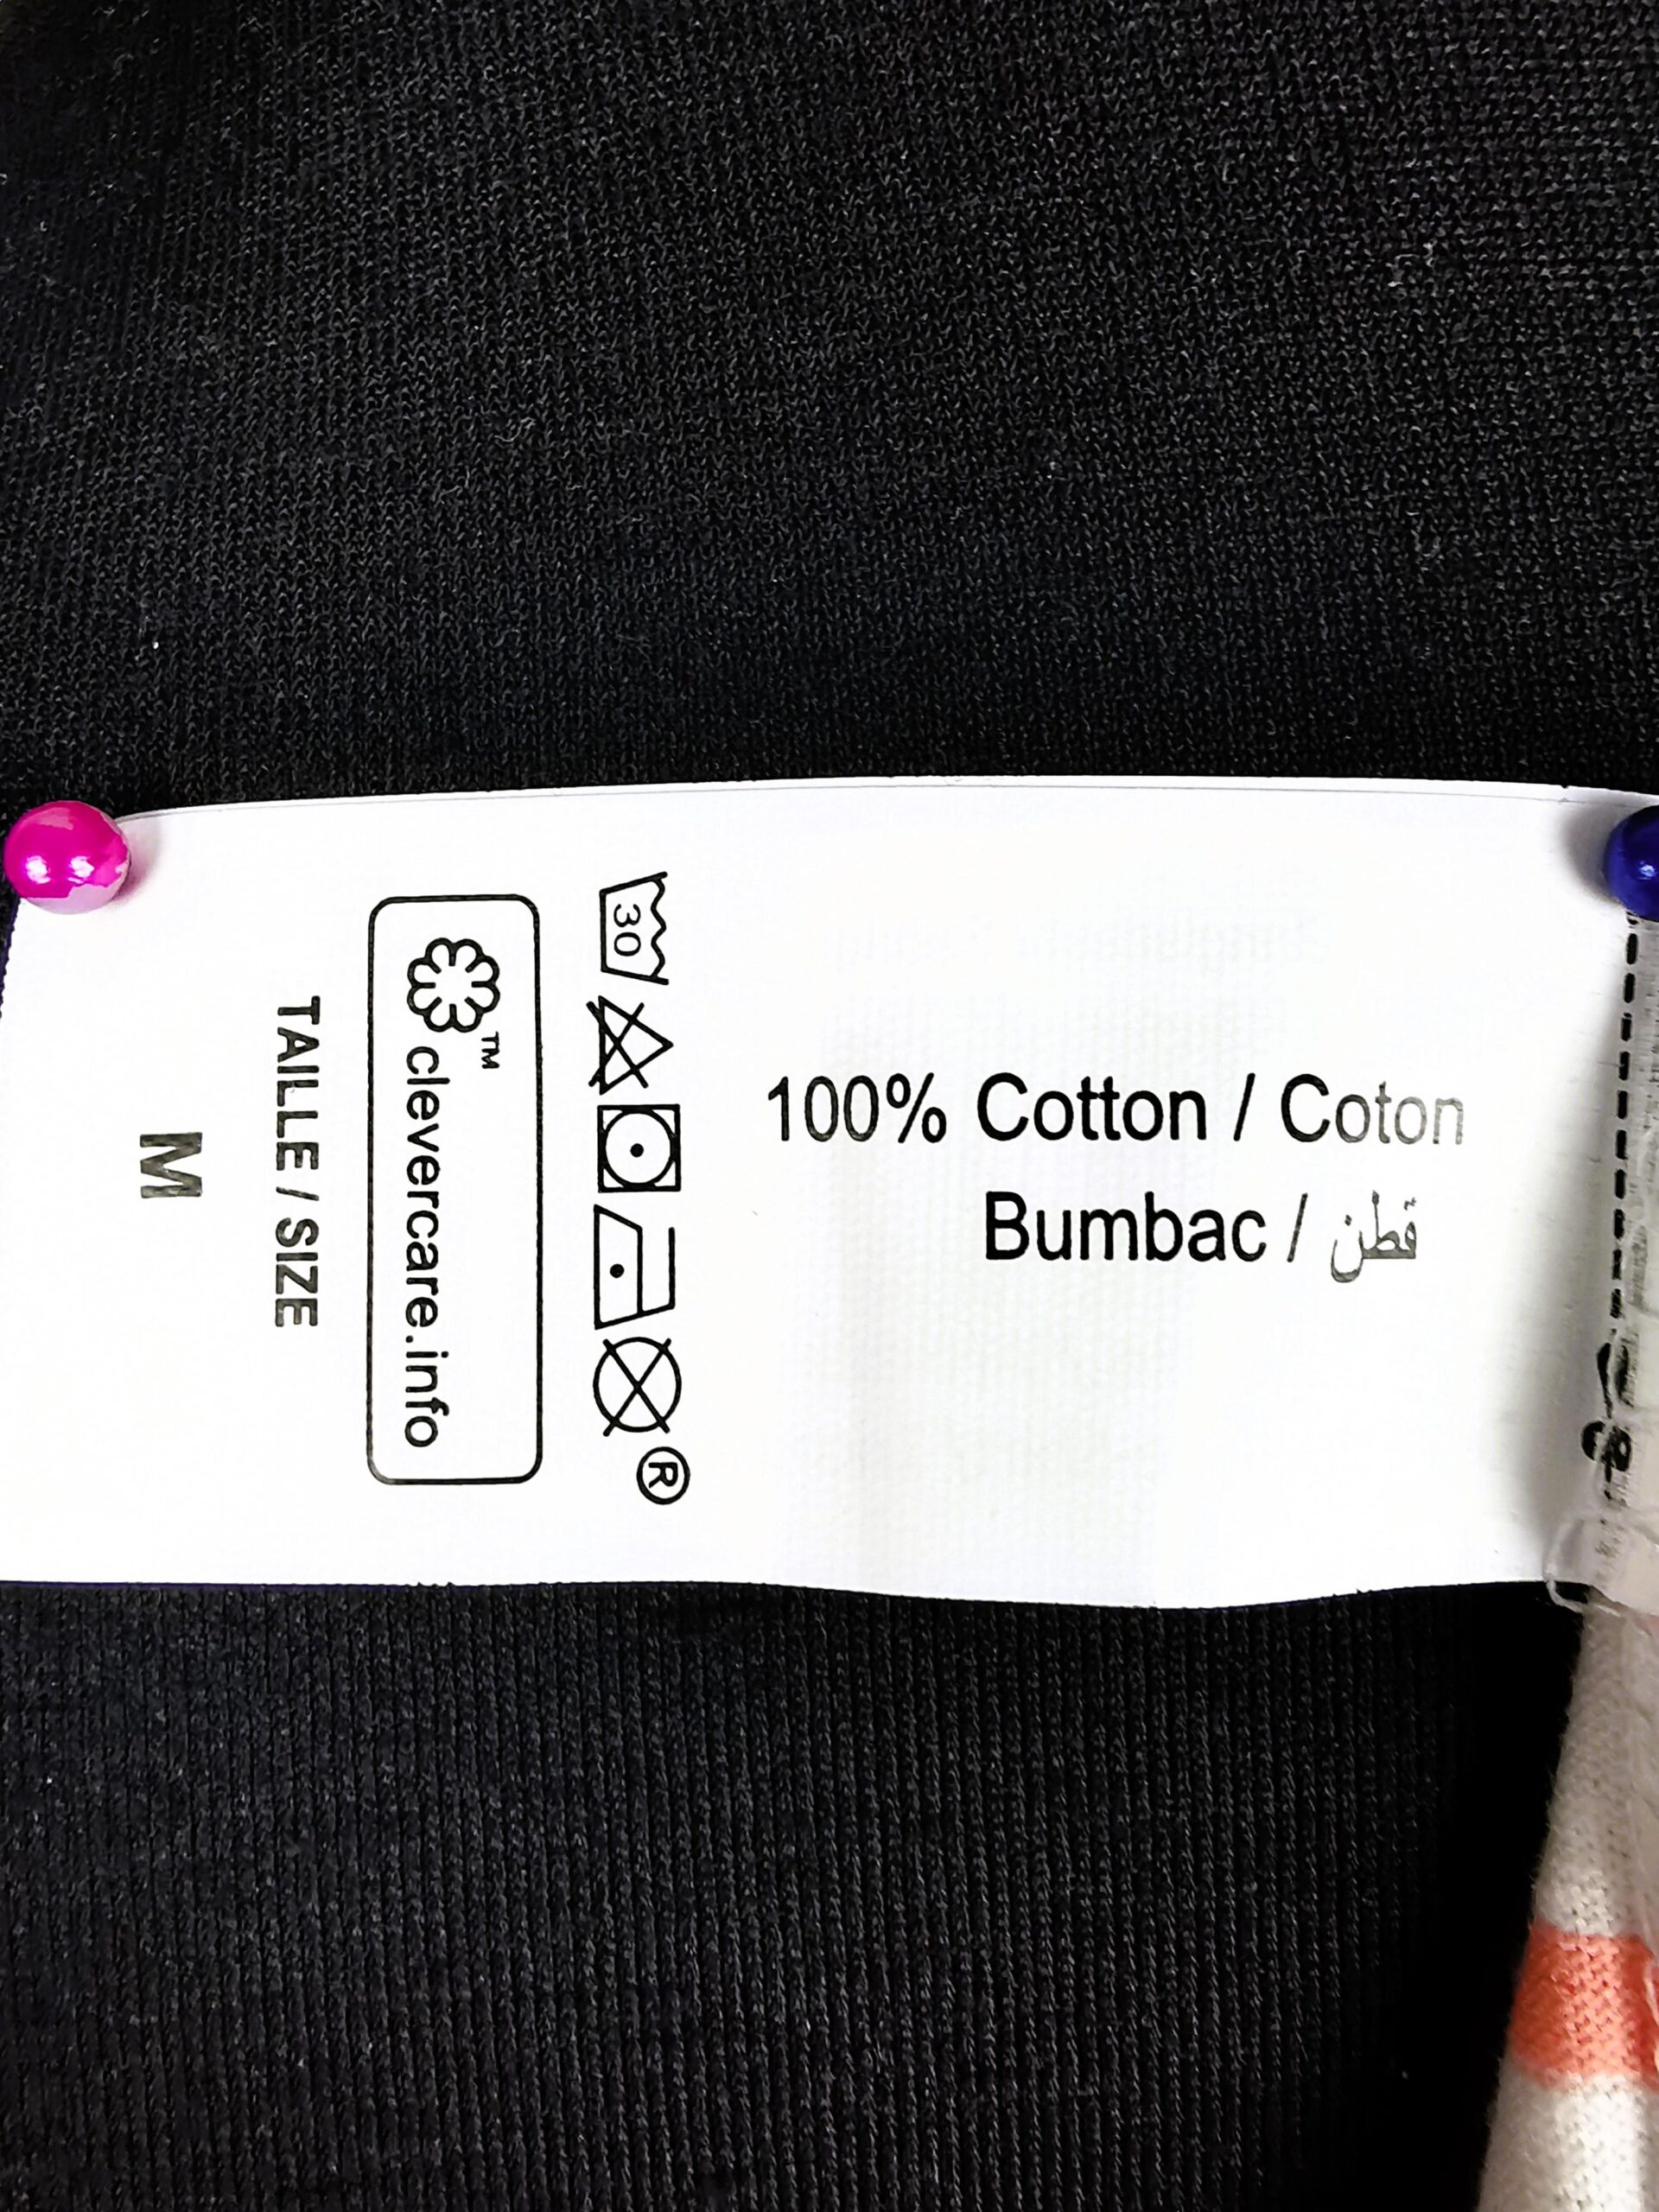 100% Cotton / Coton
Bumbac / قطن
30
®
™
clevercare.info
TAILLE / SIZE
M